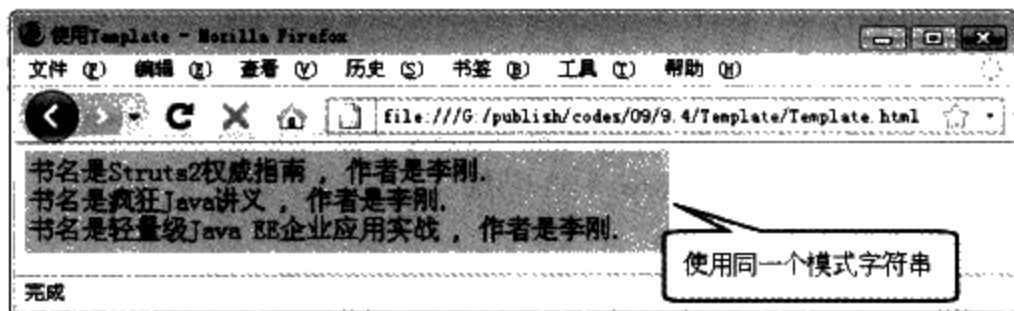 使用Template - Mozilla Firefox
文件 (F) 编辑 (E) 查看 (V) 历史 (S) 书签 (B) 工具 (T) 帮助 (H)
file:///G:/publish/codes/09/9.4/Template/Template.html
书名是Struts2权威指南 ， 作者是李刚.
书名是疯狂Java讲义 ， 作者是李刚.
书名是轻量级Java EE企业应用实战 ， 作者是李刚.
使用同一个模式字符串
完成